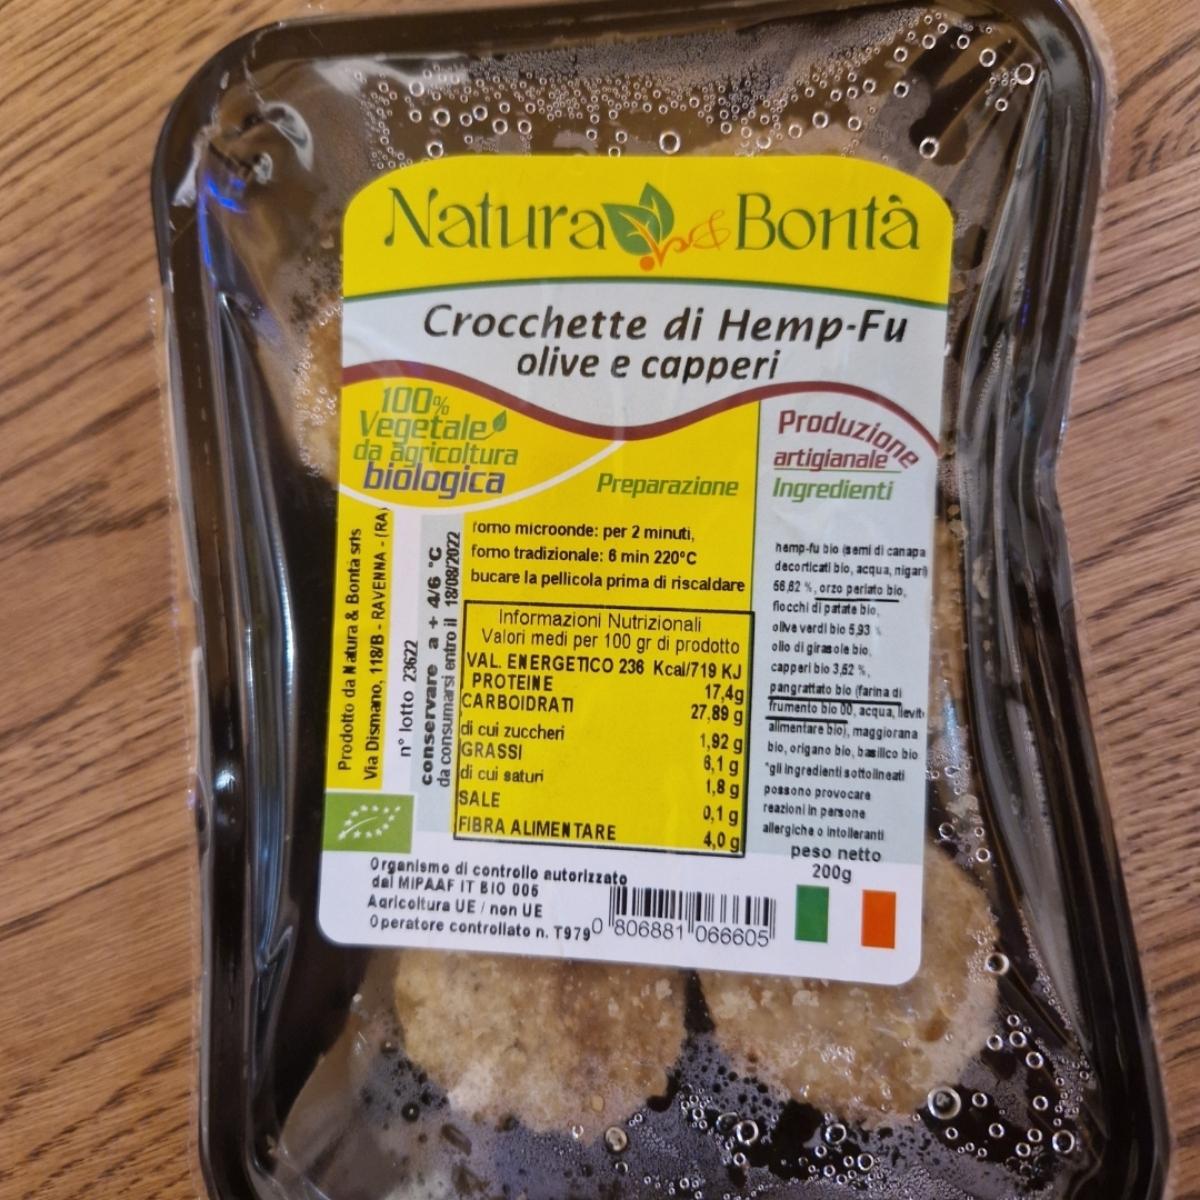 Natura & Bontà
Crocchette di Hemp-Fu
olive e capperi
100%
Vegetale
da agricoltura
biologica
Produzione
artigianale
Preparazione
forno microonde: per 2 minuti,
forno tradizionale: 6 min 220°C
bucare la pellicola prima di riscaldare
Informazioni Nutrizionali
Valori medi per 100 gr di prodotto
VAL. ENERGETICO 236 Kcal/719 KJ
PROTEINE 17,4g
CARBOIDRATI 27,89 g
di cui zuccheri 1,92 g
GRASSI 6,1 g
di cui saturi 1,8 g
SALE 0,1 g
FIBRA ALIMENTARE 4,0 g
Ingredienti
hemp-fu bio (semi di canapa
decorticati bio, acqua, nigari)
56,62 %, orzo perlato bio,
fiocchi di patate bio,
olive verdi bio 5,93 %
olio di girasole bio,
capperi bio 3,52 %,
pangrattato bio (farina di
frumento bio 00, acqua, lievito
alimentare bio), maggiorana
bio, origano bio, basilico bio
*gli ingredienti sottolineati
possono provocare
reazioni in persone
allergiche o intolleranti
peso netto
200g
Prodotto da Natura & Bontà srls
Via Dismano, 118/B - RAVENNA - (RA)
n° lotto 23622
conservare a + 4/6 °C
da consumarsi entro il 18/08/2022
Organismo di controllo autorizzato
dal MIPAAF IT BIO 006
Agricoltura UE / non UE
Operatore controllato n. T979
0 806881 066605